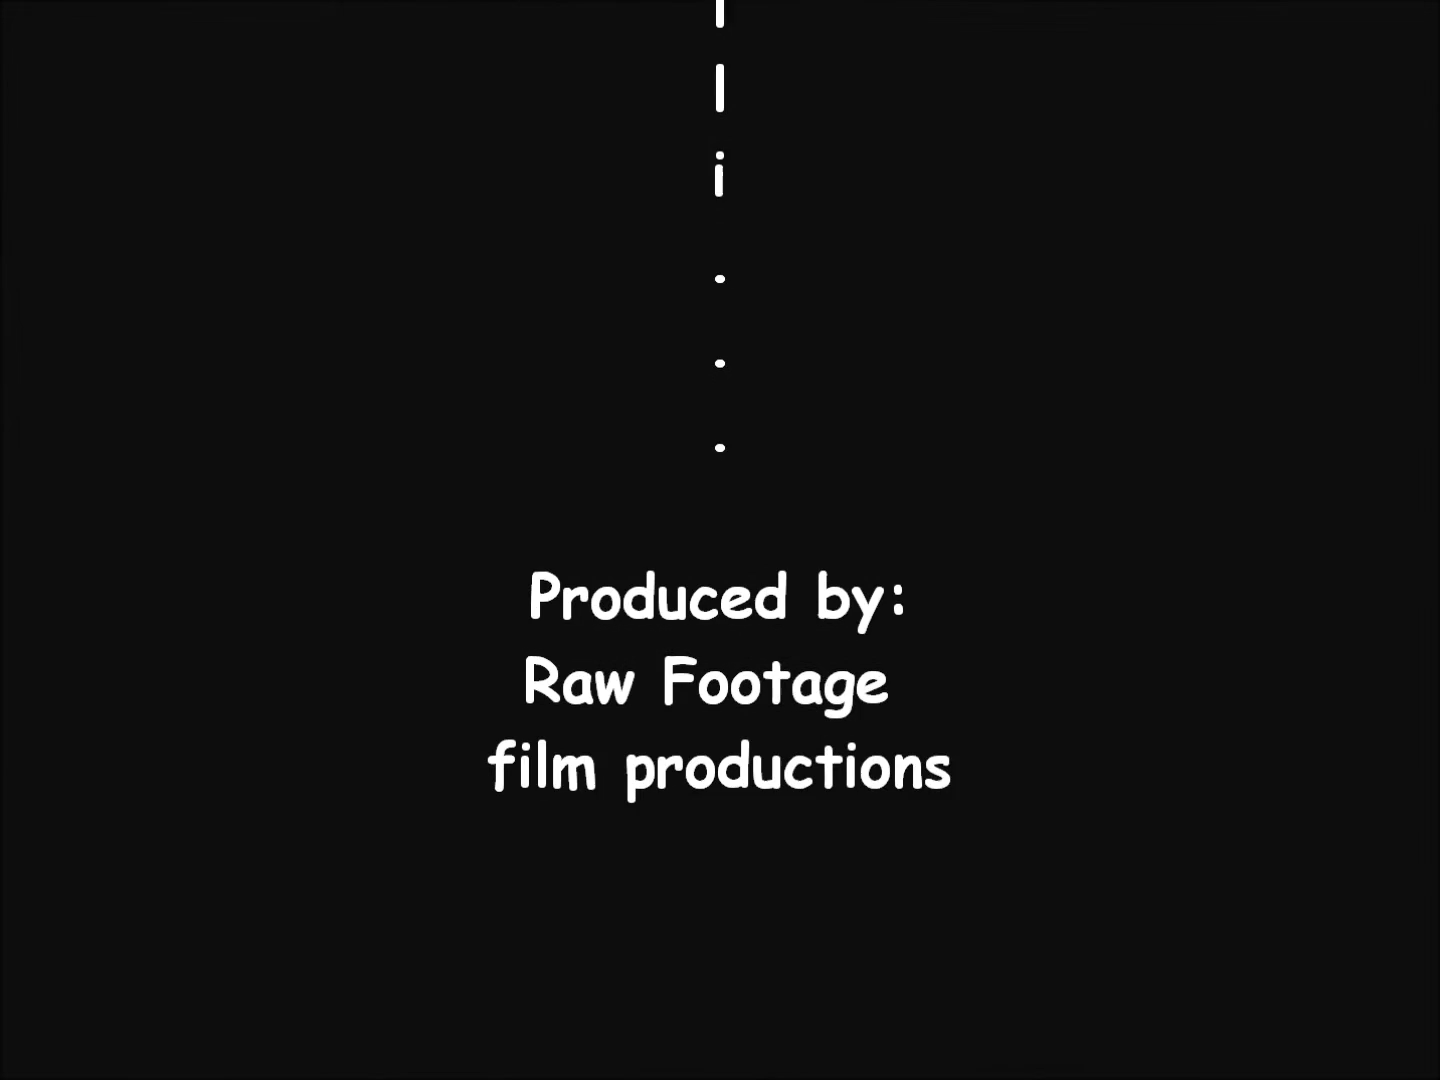 l
i
.
.
.
Produced by:
Raw Footage
film productions